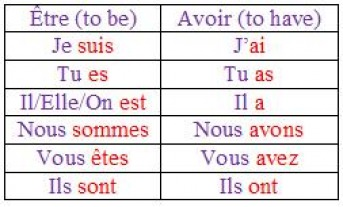 Être (to be) Avoir (to have)
Je suis J'ai
Tu es Tu as
Il/Elle/On est Il a
Nous sommes Nous avons
Vous êtes Vous avez
Ils sont Ils ont